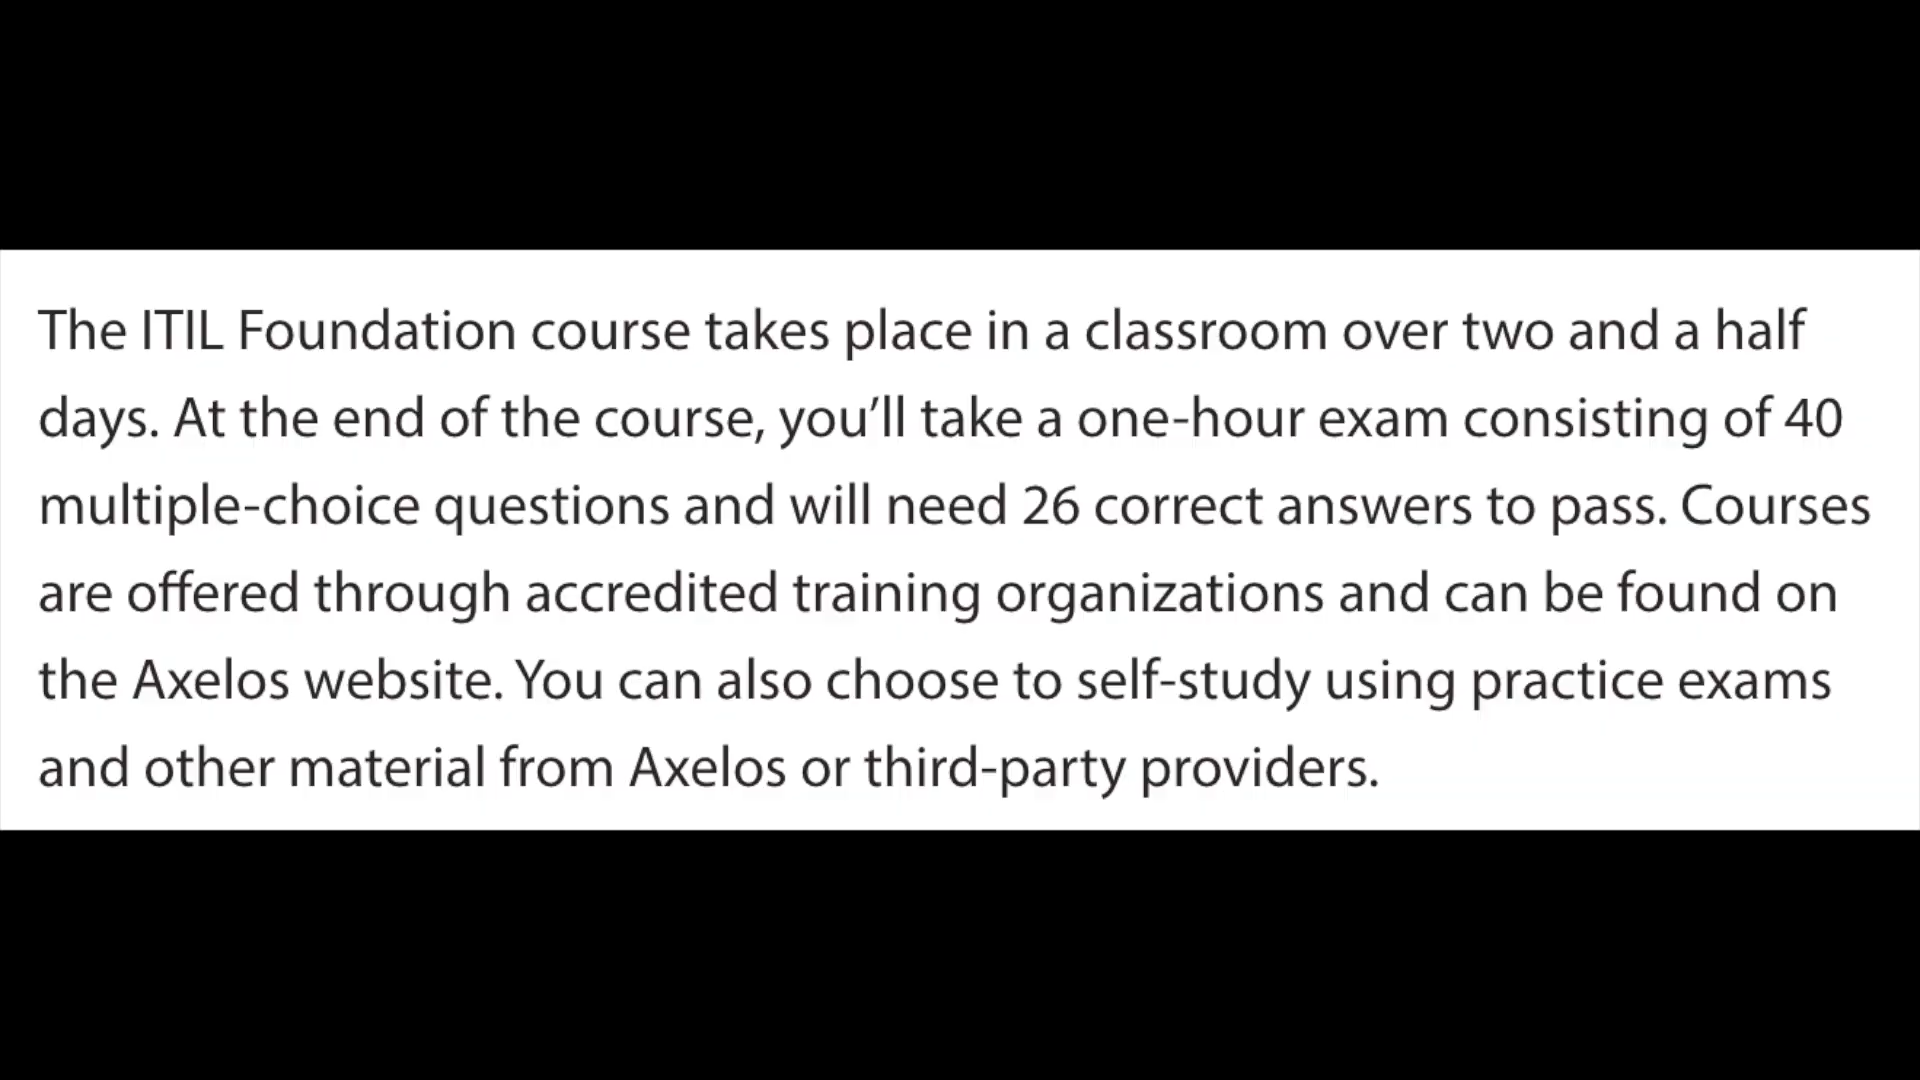 The ITIL Foundation course takes place in a classroom over two and a half
days. At the end of the course, you’ll take a one-hour exam consisting of 40
multiple-choice questions and will need 26 correct answers to pass. Courses
are offered through accredited training organizations and can be found on
the Axelos website. You can also choose to self-study using practice exams
and other material from Axelos or third-party providers.